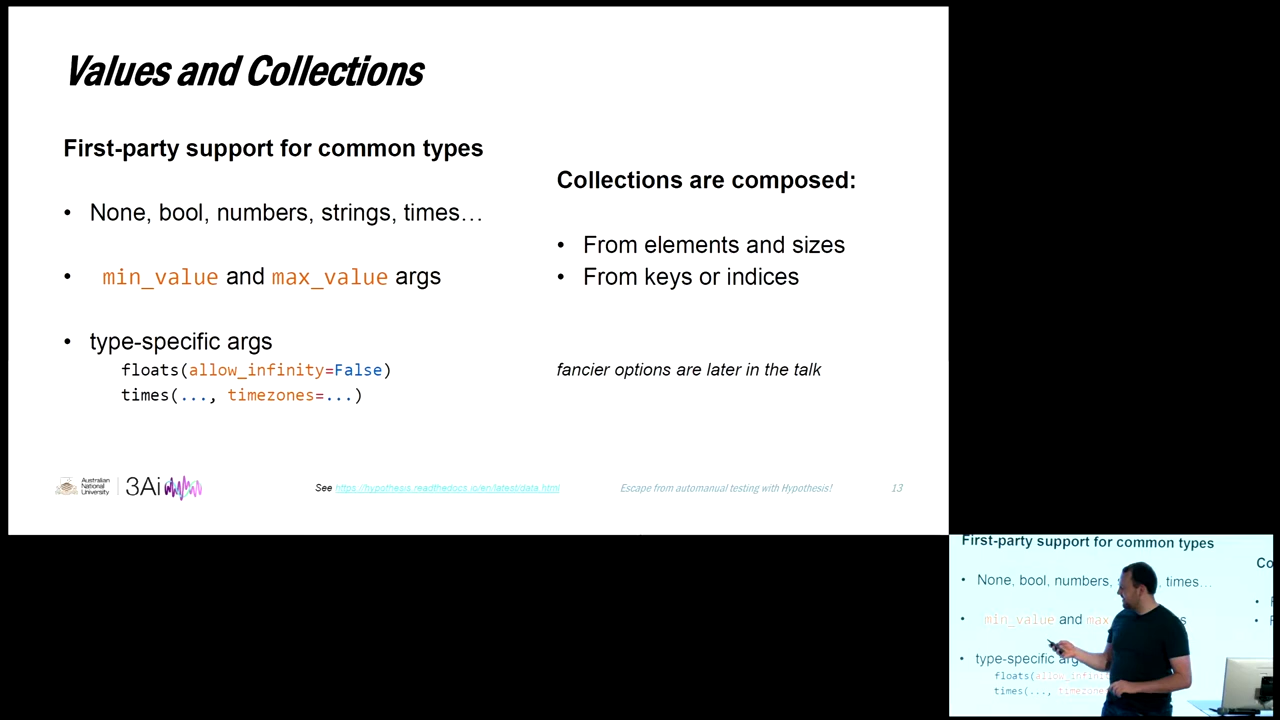 Values and Collections
First-party support for common types
• None, bool, numbers, strings, times…
• min_value and max_value args
• type-specific args
floats(allow_infinity=False)
times(..., timezones=...)
Collections are composed:
• From elements and sizes
• From keys or indices
fancier options are later in the talk
Australian
National
University
3Ai
See https://hypothesis.readthedocs.io/en/latest/data.html
Escape from automanual testing with Hypothesis!
13
First-party support for common types
• None, bool, numbers, times…
• min_value and max
• type-specific arg
floats(allow_infini
times(..., timezone
Co